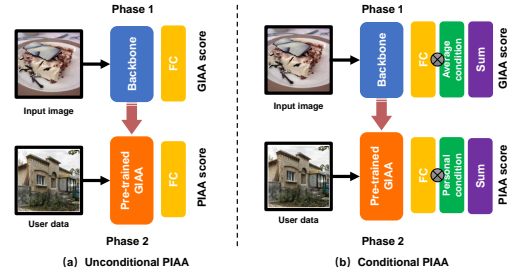 Phase 1
Backbone
FC
GIAA score
Input image
Pre-trained
GIAA
FC
PIAA score
User data
Phase 2
(a) Unconditional PIAA
Phase 1
Backbone
FC
Average
condition
Sum
GIAA score
Input image
Pre-trained
GIAA
FC
Personal
condition
Sum
PIAA score
User data
Phase 2
(b) Conditional PIAA